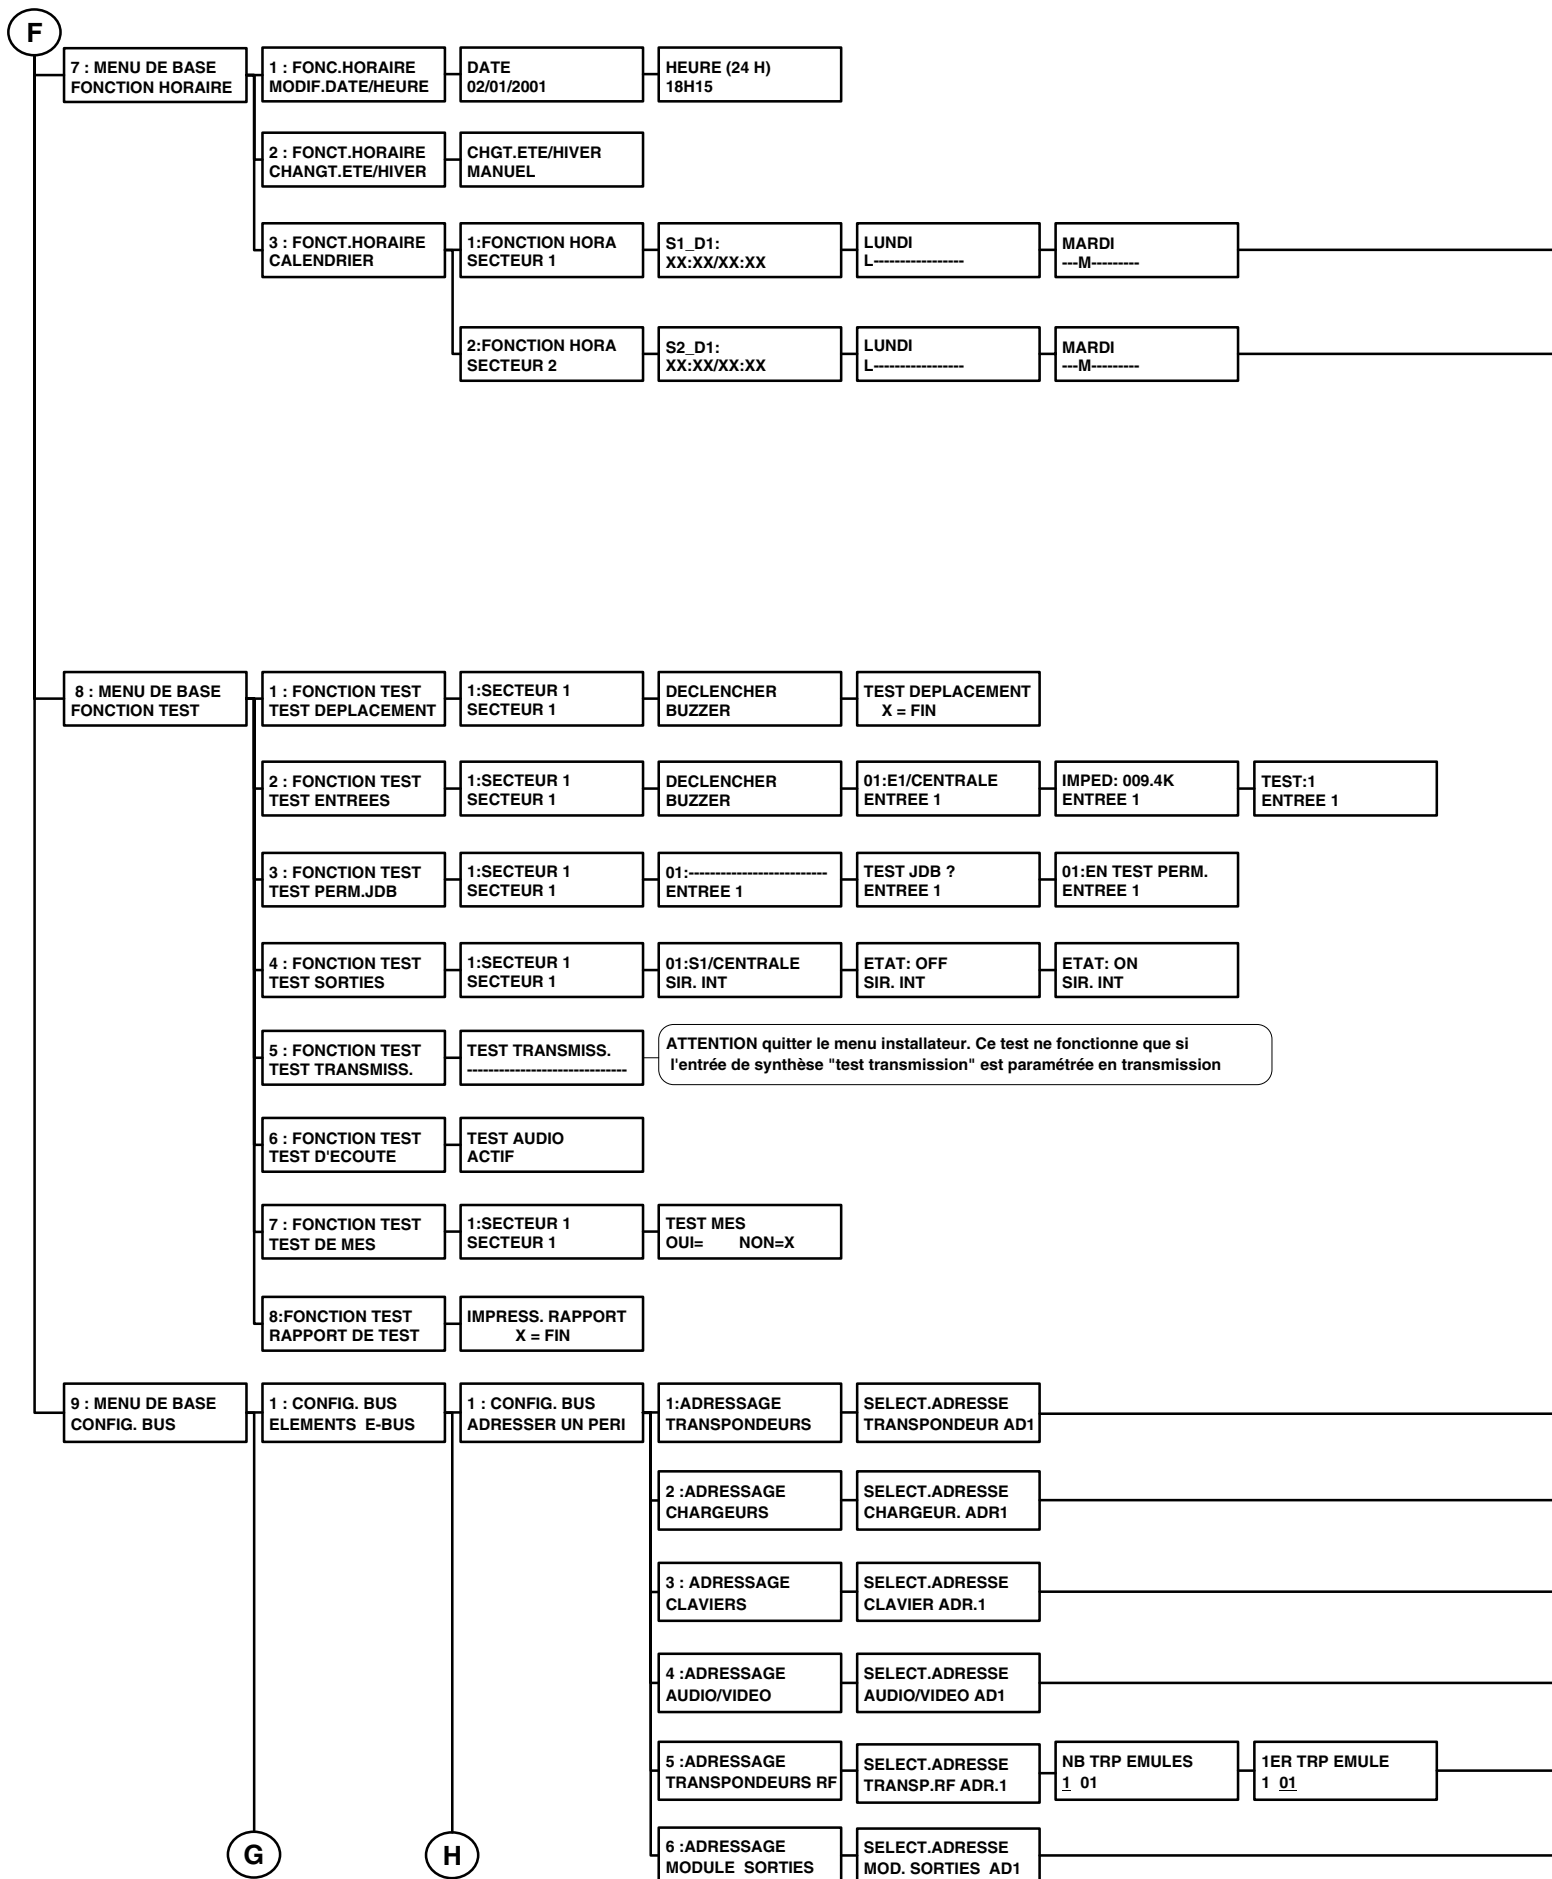 F
7 : MENU DE BASE
FONCTION HORAIRE
1 : FONC.HORAIRE
MODIF.DATE/HEURE
DATE
02/01/2001
HEURE (24 H)
18H15
2 : FONCT.HORAIRE
CHANGT.ETE/HIVER
CHGT.ETE/HIVER
MANUEL
3 : FONCT.HORAIRE
CALENDRIER
1:FONCTION HORA
SECTEUR 1
S1_D1:
XX:XX/XX:XX
LUNDI
L-----------------
MARDI
---M---------
2:FONCTION HORA
SECTEUR 2
S2_D1:
XX:XX/XX:XX
LUNDI
L-----------------
MARDI
---M---------
8 : MENU DE BASE
FONCTION TEST
1 : FONCTION TEST
TEST DEPLACEMENT
1:SECTEUR 1
SECTEUR 1
DECLENCHER
BUZZER
TEST DEPLACEMENT
X = FIN
2 : FONCTION TEST
TEST ENTREES
1:SECTEUR 1
SECTEUR 1
DECLENCHER
BUZZER
01:E1/CENTRALE
ENTREE 1
IMPED: 009.4K
ENTREE 1
TEST:1
ENTREE 1
3 : FONCTION TEST
TEST PERM.JDB
1:SECTEUR 1
SECTEUR 1
01:--------------------------
ENTREE 1
TEST JDB ?
ENTREE 1
01:EN TEST PERM.
ENTREE 1
4 : FONCTION TEST
TEST SORTIES
1:SECTEUR 1
SECTEUR 1
01:S1/CENTRALE
SIR. INT
ETAT: OFF
SIR. INT
ETAT: ON
SIR. INT
5 : FONCTION TEST
TEST TRANSMISS.
TEST TRANSMISS.
------------------------------
ATTENTION quitter le menu installateur. Ce test ne fonctionne que si
l'entrée de synthèse "test transmission" est paramétrée en transmission
6 : FONCTION TEST
TEST D'ECOUTE
TEST AUDIO
ACTIF
7 : FONCTION TEST
TEST DE MES
1:SECTEUR 1
SECTEUR 1
TEST MES
OUI= NON=X
8:FONCTION TEST
RAPPORT DE TEST
IMPRESS. RAPPORT
X = FIN
9 : MENU DE BASE
CONFIG. BUS
1 : CONFIG. BUS
ELEMENTS E-BUS
1 : CONFIG. BUS
ADRESSER UN PERI
1:ADRESSAGE
TRANSPONDEURS
SELECT.ADRESSE
TRANSPONDEUR AD1
2 :ADRESSAGE
CHARGEURS
SELECT.ADRESSE
CHARGEUR. ADR1
3 : ADRESSAGE
CLAVIERS
SELECT.ADRESSE
CLAVIER ADR.1
4 :ADRESSAGE
AUDIO/VIDEO
SELECT.ADRESSE
AUDIO/VIDEO AD1
5 :ADRESSAGE
TRANSPONDEURS RF
SELECT.ADRESSE
TRANSP.RF ADR.1
NB TRP EMULES
1 01
1ER TRP EMULE
1 01
6 :ADRESSAGE
MODULE SORTIES
SELECT.ADRESSE
MOD. SORTIES AD1
G
H